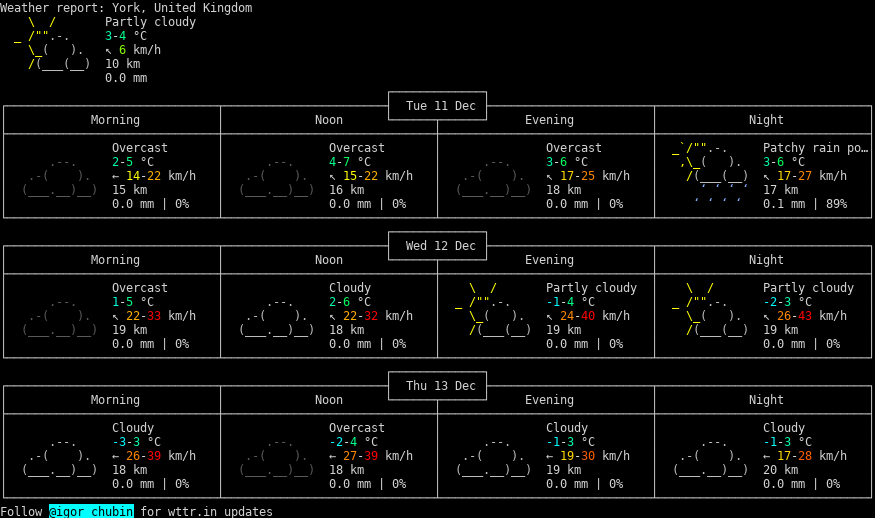 Weather report: York, United Kingdom
Partly cloudy
3-4 °C
↖ 6 km/h
10 km
0.0 mm
Tue 11 Dec
Morning Noon Evening Night
Overcast Overcast Overcast Patchy rain po…
2-5 °C 4-7 °C 3-6 °C 3-6 °C
← 14-22 km/h ↖ 15-22 km/h ↖ 17-25 km/h ↖ 17-27 km/h
15 km 16 km 18 km 17 km
0.0 mm | 0% 0.0 mm | 0% 0.0 mm | 0% 0.1 mm | 89%
Wed 12 Dec
Morning Noon Evening Night
Overcast Cloudy Partly cloudy Partly cloudy
1-5 °C 2-6 °C -1-4 °C -2-3 °C
↖ 22-33 km/h ↖ 22-32 km/h ↖ 24-40 km/h ↖ 26-43 km/h
19 km 18 km 19 km 19 km
0.0 mm | 0% 0.0 mm | 0% 0.0 mm | 0% 0.0 mm | 0%
Thu 13 Dec
Morning Noon Evening Night
Cloudy Overcast Cloudy Cloudy
-3-3 °C -2-4 °C -1-3 °C -1-3 °C
← 26-39 km/h ← 27-39 km/h ← 19-30 km/h ← 17-28 km/h
18 km 18 km 19 km 20 km
0.0 mm | 0% 0.0 mm | 0% 0.0 mm | 0% 0.0 mm | 0%
Follow @igor_chubin for wttr.in updates